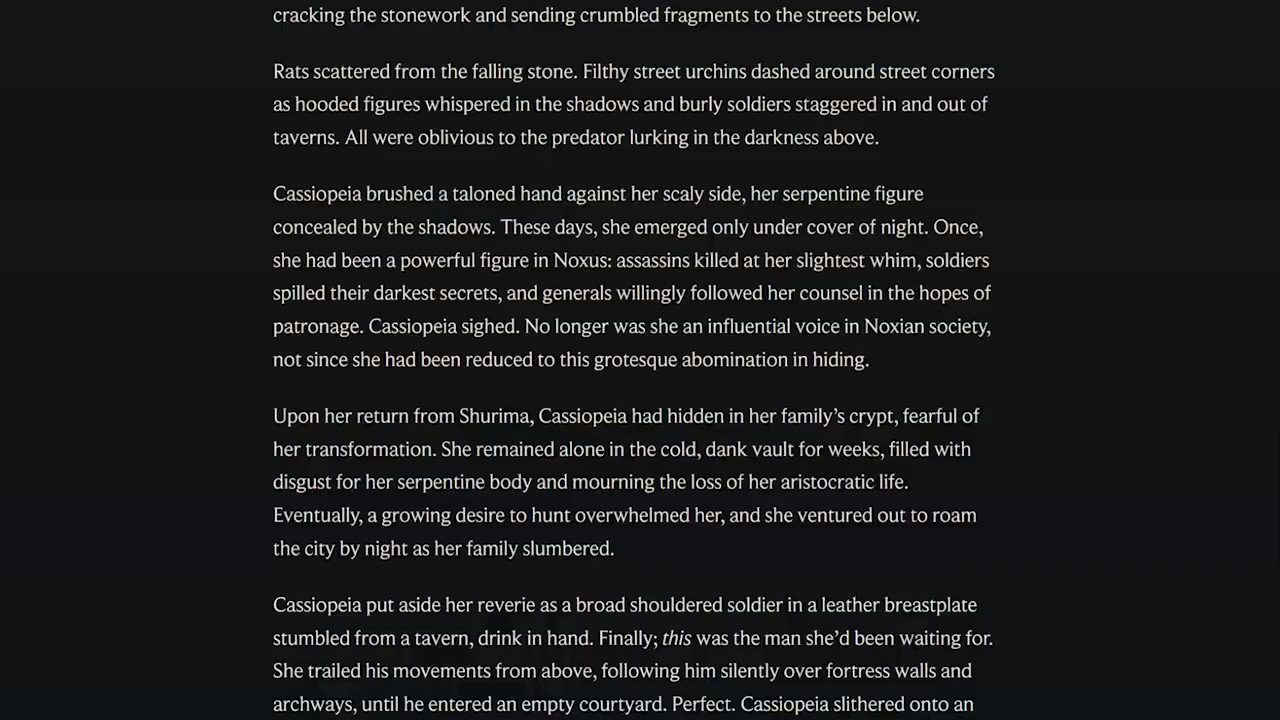 cracking the stonework and sending crumbled fragments to the streets below.
Rats scattered from the falling stone. Filthy street urchins dashed around street corners
as hooded figures whispered in the shadows and burly soldiers staggered in and out of
taverns. All were oblivious to the predator lurking in the darkness above.
Cassiopeia brushed a taloned hand against her scaly side, her serpentine figure
concealed by the shadows. These days, she emerged only under cover of night. Once,
she had been a powerful figure in Noxus: assassins killed at her slightest whim, soldiers
spilled their darkest secrets, and generals willingly followed her counsel in the hopes of
patronage. Cassiopeia sighed. No longer was she an influential voice in Noxian society,
not since she had been reduced to this grotesque abomination in hiding.
Upon her return from Shurima, Cassiopeia had hidden in her family’s crypt, fearful of
her transformation. She remained alone in the cold, dank vault for weeks, filled with
disgust for her serpentine body and mourning the loss of her aristocratic life.
Eventually, a growing desire to hunt overwhelmed her, and she ventured out to roam
the city by night as her family slumbered.
Cassiopeia put aside her reverie as a broad shouldered soldier in a leather breastplate
stumbled from a tavern, drink in hand. Finally; this was the man she’d been waiting for.
She trailed his movements from above, following him silently over fortress walls and
archways, until he entered an empty courtyard. Perfect. Cassiopeia slithered onto an